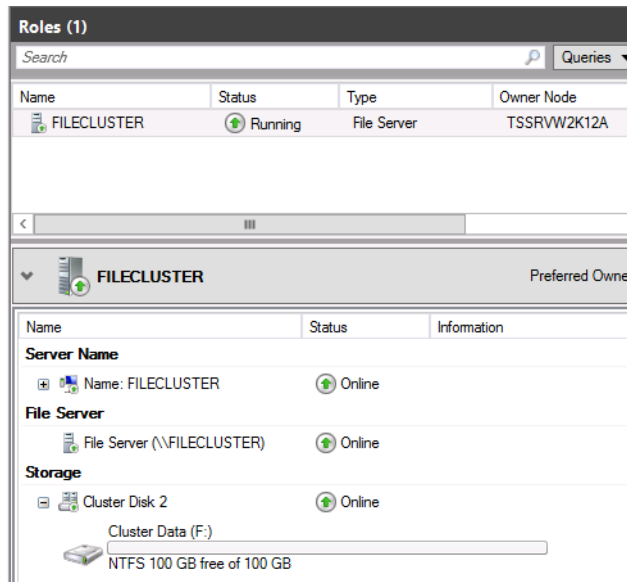 Roles (1)
Search Queries
Name Status Type Owner Node
FILECLUSTER Running File Server TSSRVW2K12A
FILECLUSTER Preferred Owne
Name Status Information
Server Name
Name: FILECLUSTER Online
File Server
File Server (\\FILECLUSTER) Online
Storage
Cluster Disk 2 Online
Cluster Data (F:)
NTFS 100 GB free of 100 GB